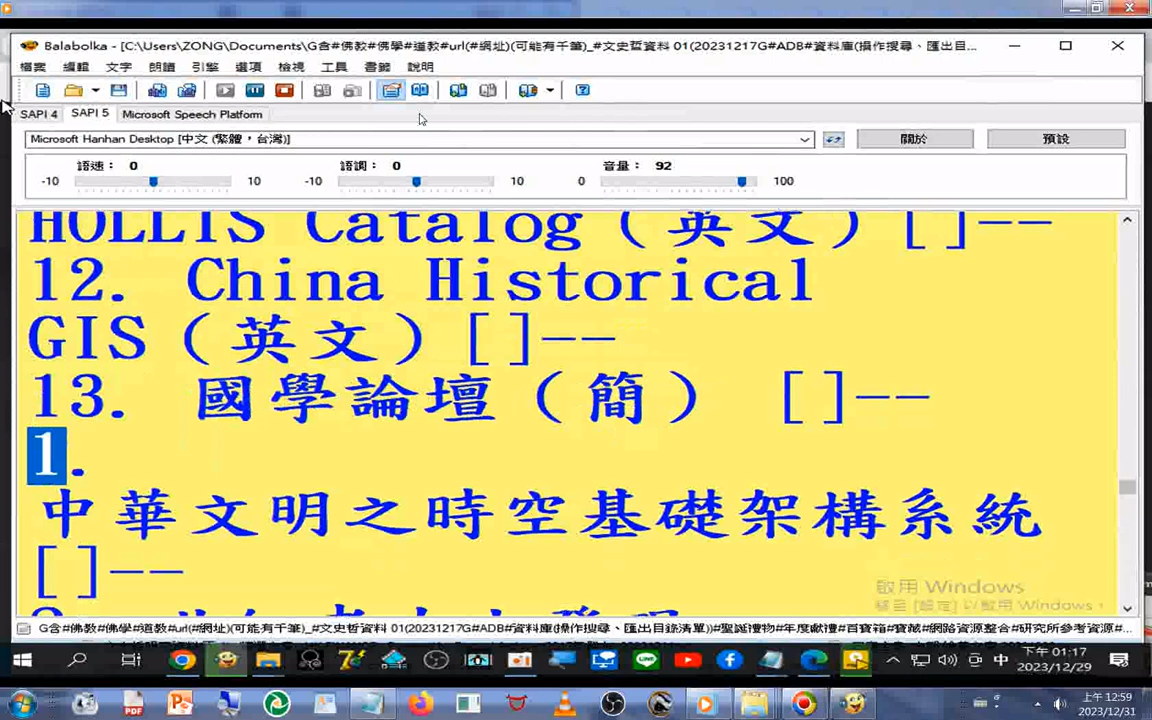 Balabolka - [C:\Users\ZONG\Documents\G含#佛教#佛學#道教#url(#網址)(可能有千筆)_#文史哲資料 01(20231217G#ADB#資料庫(操作搜尋、匯出目...
檔案 編輯 文字 朗讀 引擎 選項 檢視 工具 書籤 說明
SAPI 4 SAPI 5 Microsoft Speech Platform
Microsoft Hanhan Desktop [中文 (繁體，台灣)] 關於 預設
語速： 0 語調： 0 音量： 92
-10 10 -10 10 0 100
HOLLIS Catalog（英文）[]--
12. China Historical
GIS（英文）[]--
13. 國學論壇（簡） []--
1.
中華文明之時空基礎架構系統
[]--
啟用 Windows
移至 [設定] 以啟用 Windows。
G含#佛教#佛學#道教#url(#網址)(可能有千筆)_#文史哲資料 01(20231217G#ADB#資料庫(操作搜尋、匯出目錄清單))#聖誕禮物#年度獻禮#百寶箱#寶藏#網路資源整合#研究所參考資源#...
中 下午 01:17
2023/12/29
上午 12:59
2023/12/31